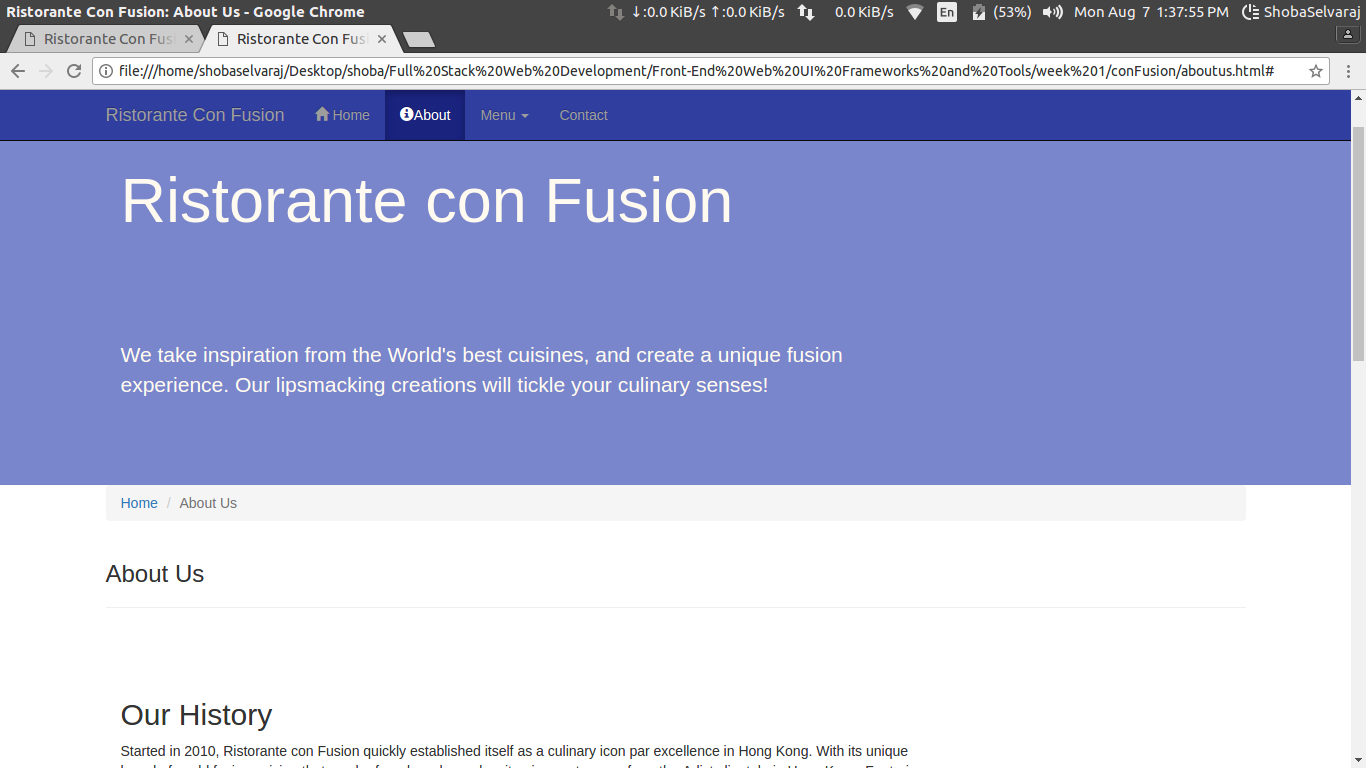 Ristorante Con Fusion: About Us - Google Chrome
↓:0.0 KiB/s ↑:0.0 KiB/s 0.0 KiB/s En (53%) Mon Aug 7 1:37:55 PM ShobaSelvaraj
Ristorante Con Fus
Ristorante Con Fus
file:///home/shobaselvaraj/Desktop/shoba/Full%20Stack%20Web%20Development/Front-End%20Web%20UI%20Frameworks%20and%20Tools/week%201/conFusion/aboutus.html#
Ristorante Con Fusion Home About Menu Contact
Ristorante con Fusion
We take inspiration from the World's best cuisines, and create a unique fusion
experience. Our lipsmacking creations will tickle your culinary senses!
Home / About Us
About Us
Our History
Started in 2010, Ristorante con Fusion quickly established itself as a culinary icon par excellence in Hong Kong. With its unique